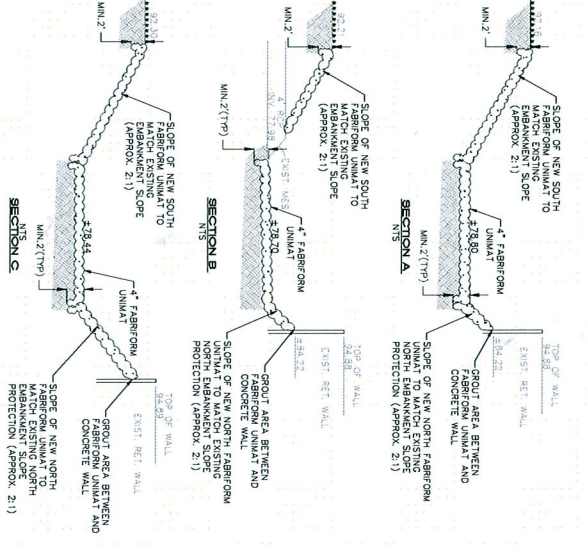 92.16
MIN.2'
SLOPE OF NEW SOUTH
FABRIFORM UNIMAT TO
MATCH EXISTING
EMBANKMENT SLOPE
(APPROX. 2:1)
4" FABRIFORM
UNIMAT
±78.80
MIN.2'(TYP)
TOP OF WALL
94.88
EXIST. RET. WALL
±84.22
GROUT AREA BETWEEN
FABRIFORM UNIMAT AND
CONCRETE WALL
SLOPE OF NEW NORTH FABRIFORM
UNIMAT TO MATCH EXISTING
NORTH EMBANKMENT SLOPE
PROTECTION (APPROX. 2:1)
SECTION A
NTS
92.21
MIN.2'
SLOPE OF NEW SOUTH
FABRIFORM UNIMAT TO
MATCH EXISTING
EMBANKMENT SLOPE
(APPROX. 2:1)
EXIST. MES
MIN.2'(TYP)
4" FABRIFORM
UNIMAT
±78.70
TOP OF WALL
94.88
EXIST. RET. WALL
±84.23
GROUT AREA BETWEEN
FABRIFORM UNIMAT AND
CONCRETE WALL
SLOPE OF NEW NORTH FABRIFORM
UNIMAT TO MATCH EXISTING
NORTH EMBANKMENT SLOPE
PROTECTION (APPROX. 2:1)
SECTION B
NTS
92.30
MIN.2'
SLOPE OF NEW SOUTH
FABRIFORM UNIMAT TO
MATCH EXISTING
EMBANKMENT SLOPE
(APPROX. 2:1)
±78.44
4" FABRIFORM
UNIMAT
MIN.2'(TYP)
TOP OF WALL
94.89
EXIST. RET. WALL
GROUT AREA BETWEEN
FABRIFORM UNIMAT AND
CONCRETE WALL
SLOPE OF NEW NORTH
FABRIFORM UNIMAT TO
MATCH EXISTING NORTH
EMBANKMENT SLOPE
PROTECTION (APPROX. 2:1)
SECTION C
NTS